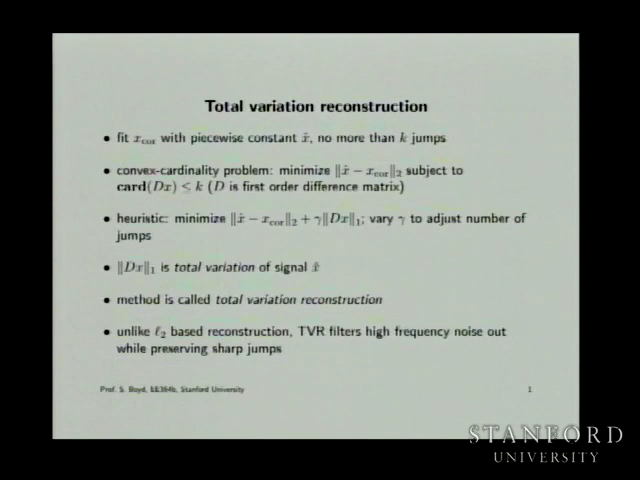 Total variation reconstruction
• fit x_cor with piecewise constant x̂, no more than k jumps
• convex-cardinality problem: minimize ‖x̂ − x_cor‖₂ subject to
card(Dx) ≤ k (D is first order difference matrix)
• heuristic: minimize ‖x̂ − x_cor‖₂ + γ‖Dx‖₁; vary γ to adjust number of
jumps
• ‖Dx‖₁ is total variation of signal x̂
• method is called total variation reconstruction
• unlike ℓ₂ based reconstruction, TVR filters high frequency noise out
while preserving sharp jumps
Prof. S. Boyd, EE364b, Stanford University 1
STANFORD
UNIVERSITY